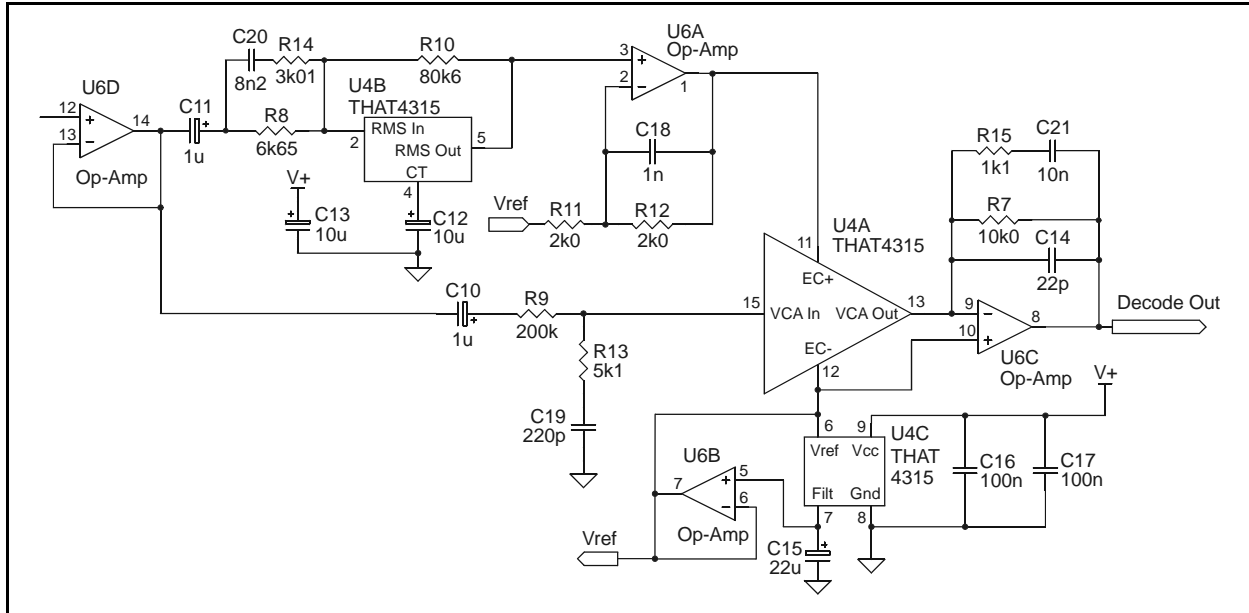 C20
8n2
R14
3k01
R10
80k6
U6A
Op-Amp
3
2
1
U6D
12
13
14
Op-Amp
C11
1u
R8
6k65
U4B
THAT4315
RMS In
RMS Out
CT
2
5
4
V+
C13
10u
C12
10u
C18
1n
Vref
R11
2k0
R12
2k0
R15
1k1
C21
10n
R7
10k0
C14
22p
U4A
THAT4315
11
EC+
15
VCA In
VCA Out
13
EC-
12
C10
1u
R9
200k
R13
5k1
C19
220p
9
10
8
U6C
Op-Amp
Decode Out
V+
6
9
Vref
Vcc
Filt
Gnd
7
8
U4C
THAT
4315
C16
100n
C17
100n
U6B
7
5
6
Op-Amp
Vref
C15
22u